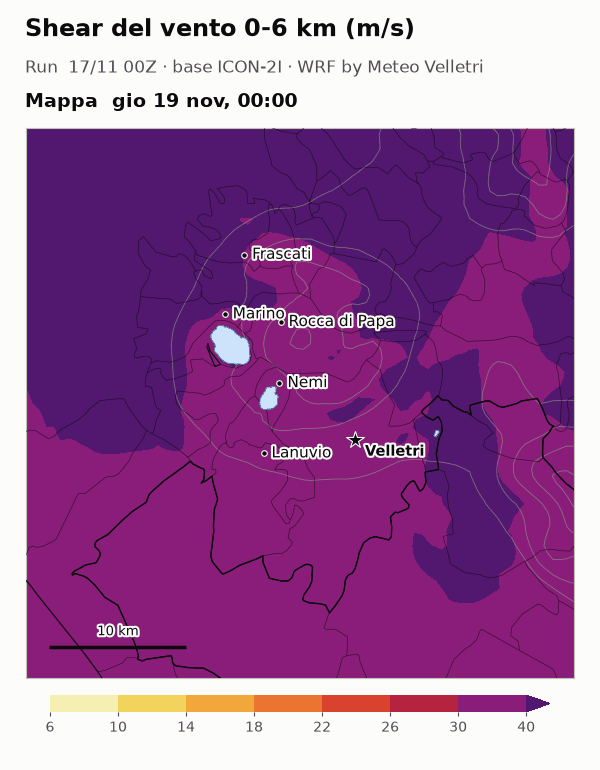 Shear del vento 0-6 km (m/s)
Run  17/11 00Z · base ICON-2I · WRF by Meteo Velletri
Mappa  gio 19 nov, 00:00
Frascati
Marino
Rocca di Papa
Nemi
Velletri
Lanuvio
10 km
6 10 14 18 22 26 30 40